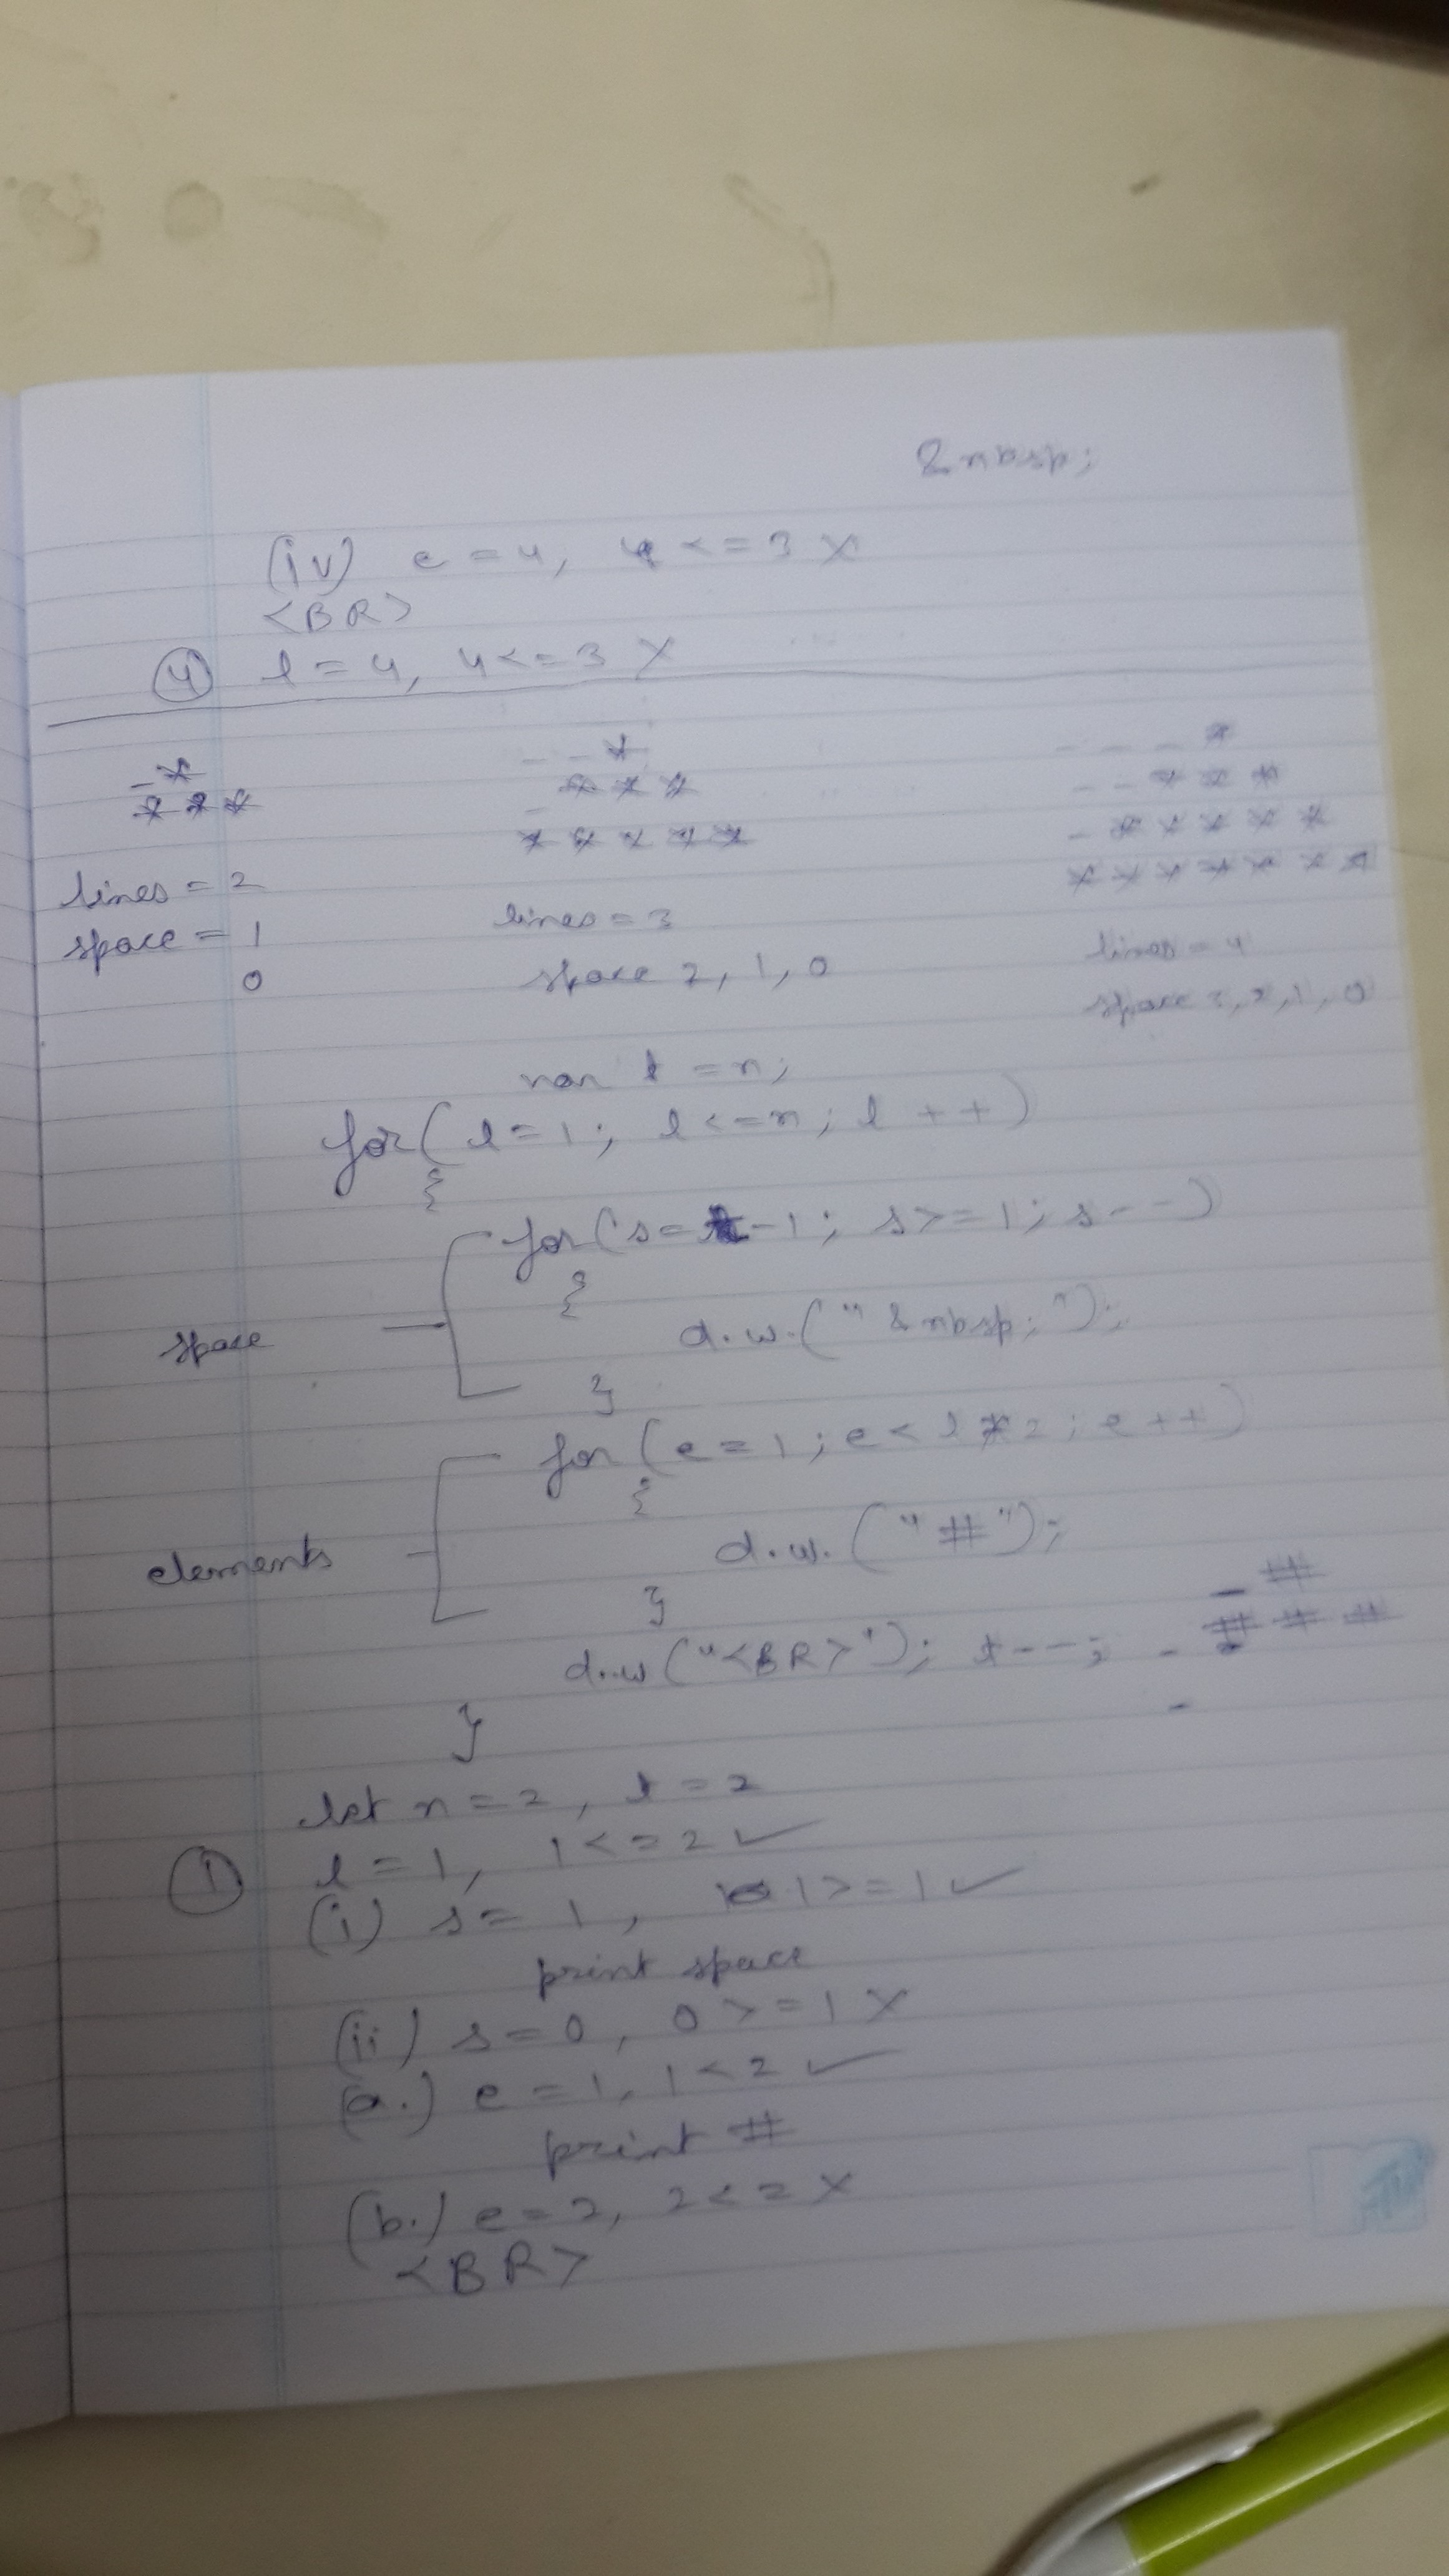 &nbsp;
(iv) e = 4, 4 <= 3 ×
<BR>
④ l = 4, 4 <= 3 ×
_ *
* * *
lines = 2
space = 1
0
_ _ *
_ * * *
* * * * *
lines = 3
space 2, 1, 0
_ _ _ *
_ _ * * *
_ * * * * *
* * * * * * *
lines = 4
space 3, 2, 1, 0
var t = n;
for( l = 1; l <= n; l ++)
{
for( s = t - 1; s >= 1; s - -)
{
space
d.w.(" &nbsp; ");
}
for (e = 1; e < l * 2; e ++)
{
elements
d.w. ("#");
}
_ #
# # #
d.w ("<BR>"); t - - ;
}
let n = 2, t = 2
① l = 1, 1 <= 2 ✓
(i) s = 1, 1 >= 1 ✓
print space
(ii) s = 0, 0 >= 1 ×
(a.) e = 1, 1 < 2 ✓
print #
(b.) e = 2, 2 < 2 ×
<BR>